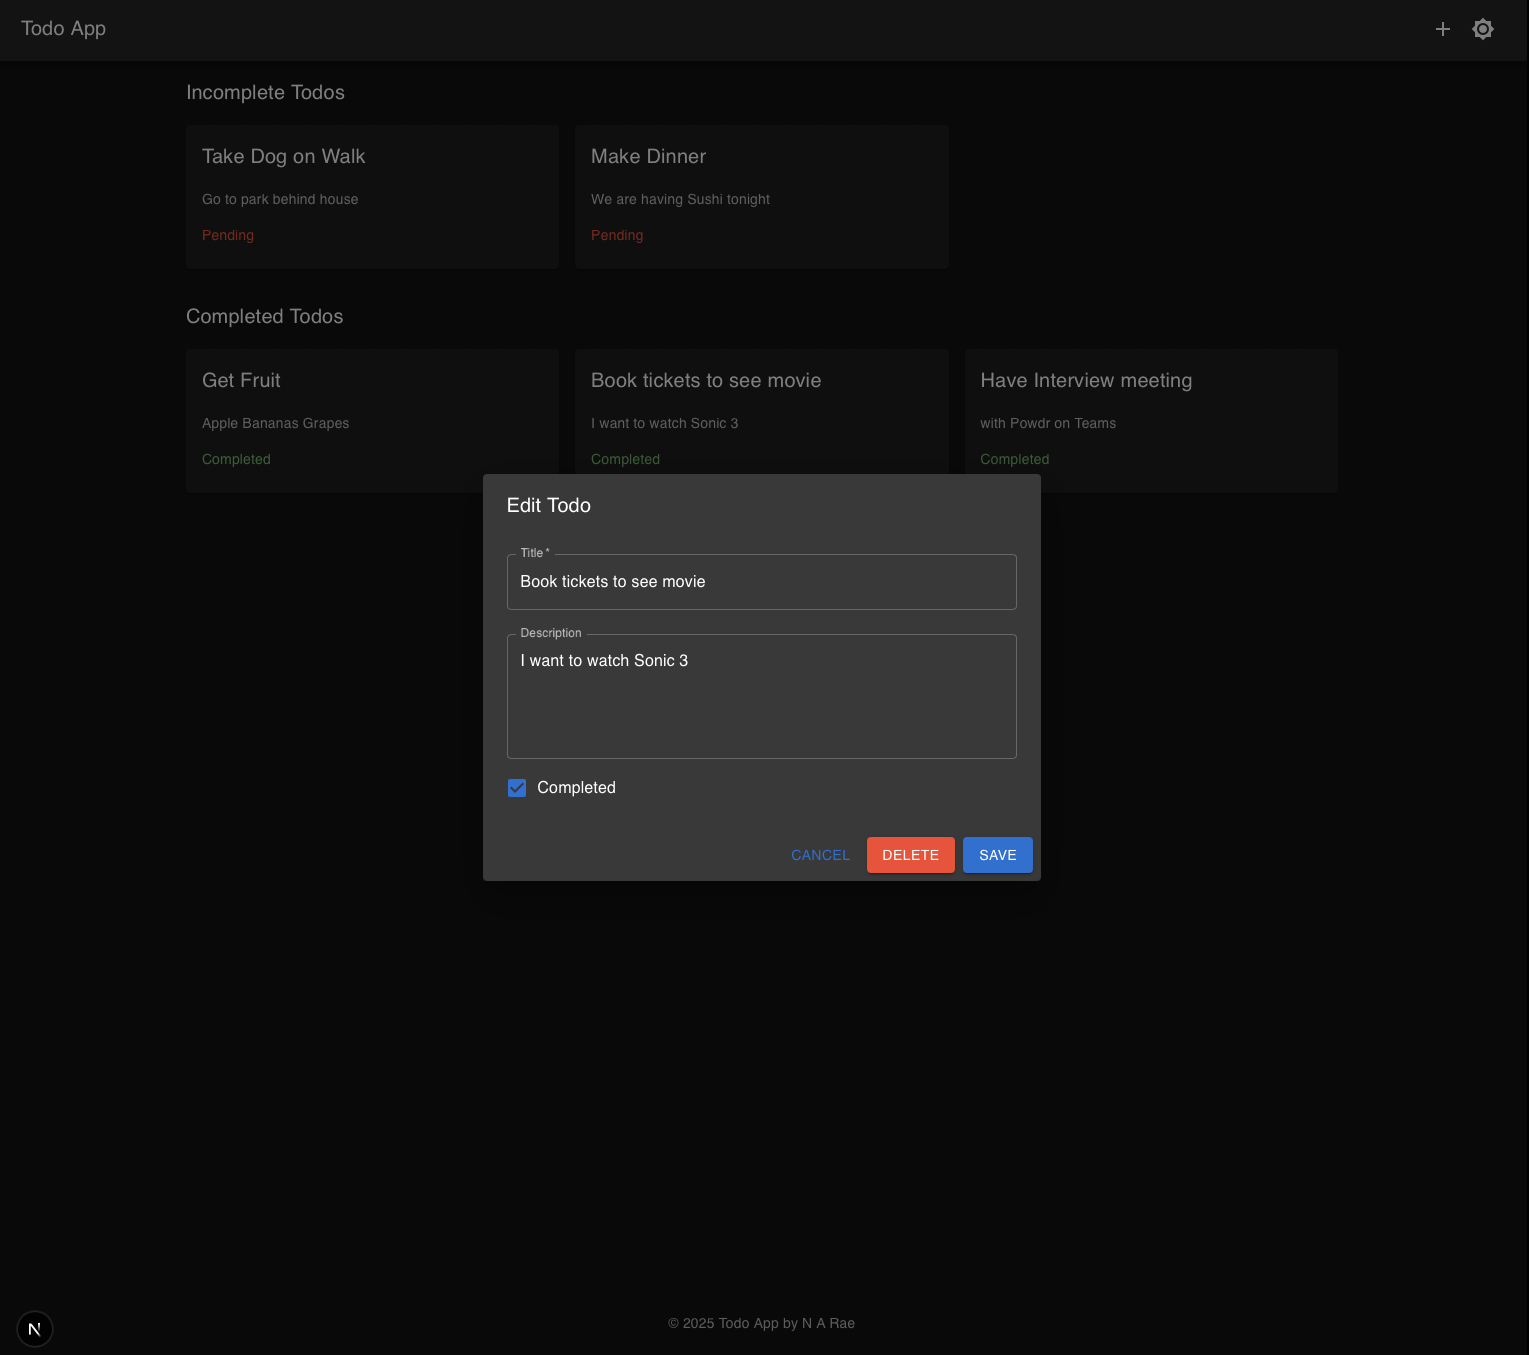 Todo App
Incomplete Todos
Take Dog on Walk
Go to park behind house
Pending
Make Dinner
We are having Sushi tonight
Pending
Completed Todos
Get Fruit
Apple Bananas Grapes
Completed
Book tickets to see movie
I want to watch Sonic 3
Completed
Have Interview meeting
with Powdr on Teams
Completed
Edit Todo
Title *
Book tickets to see movie
Description
I want to watch Sonic 3
Completed
CANCEL
DELETE
SAVE
© 2025 Todo App by N A Rae
N